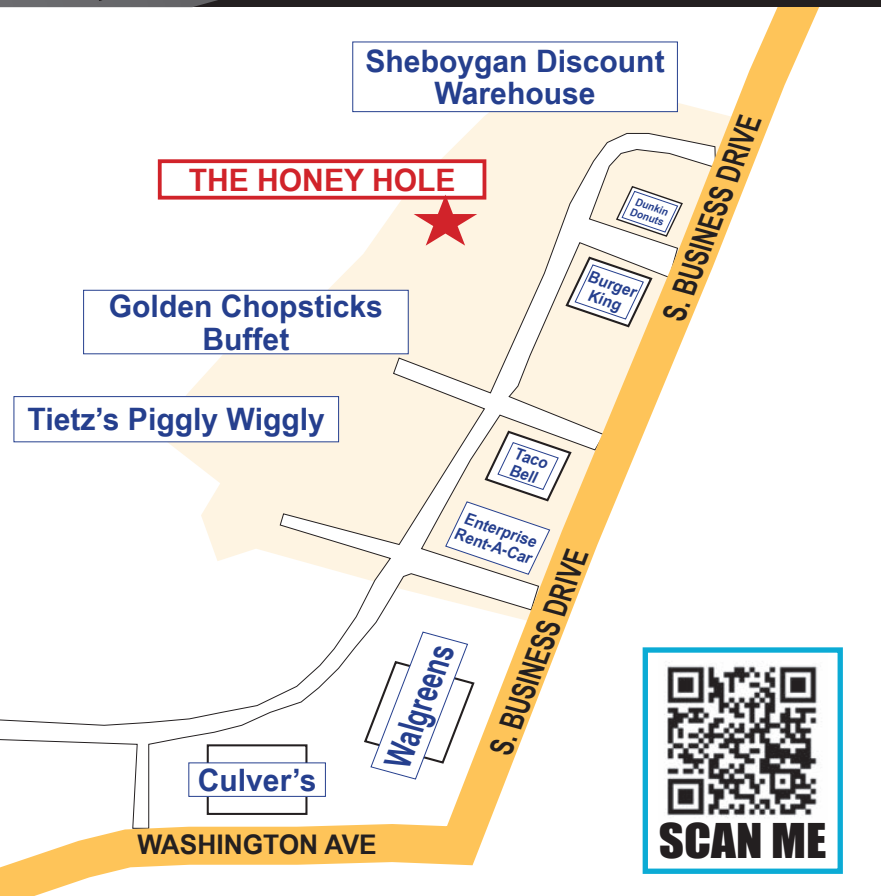 Sheboygan Discount
Warehouse
THE HONEY HOLE
S. BUSINESS DRIVE
Dunkin
Donuts
Burger
King
Golden Chopsticks
Buffet
Tietz’s Piggly Wiggly
Taco
Bell
Enterprise
Rent-A-Car
S. BUSINESS DRIVE
Walgreens
Culver’s
WASHINGTON AVE
SCAN ME